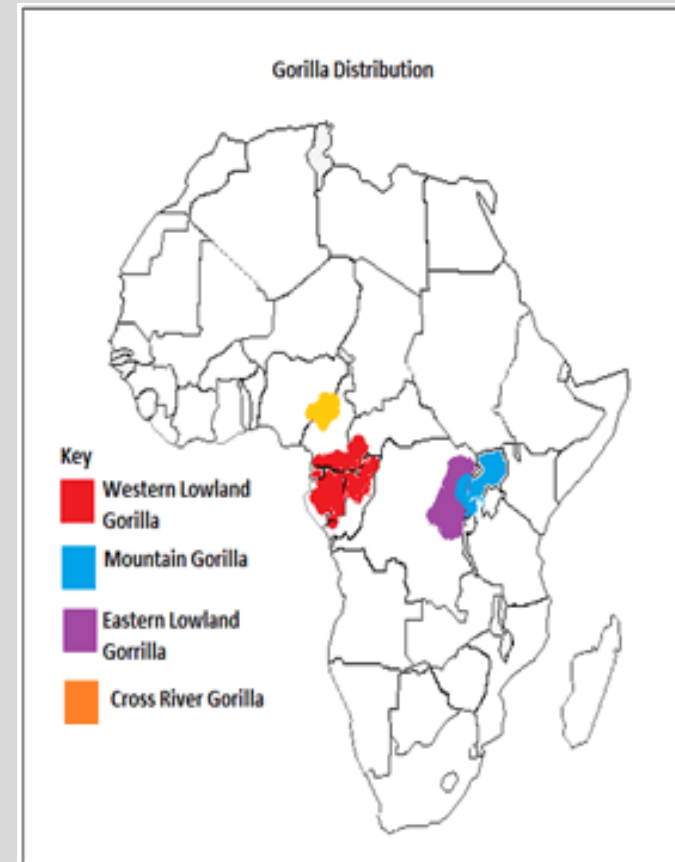 Gorilla Distribution
Key
Western Lowland
Gorilla
Mountain Gorilla
Eastern Lowland
Gorrilla
Cross River Gorilla